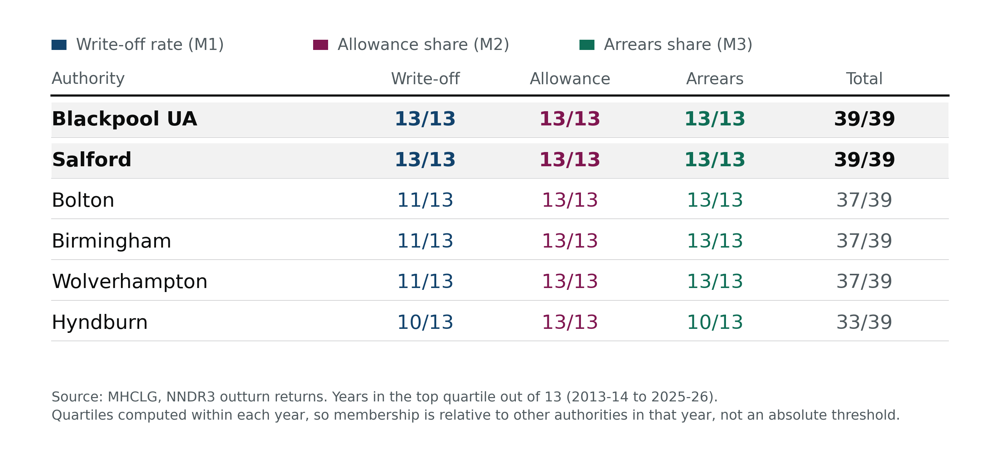 Write-off rate (M1) Allowance share (M2) Arrears share (M3)
Authority Write-off Allowance Arrears Total
Blackpool UA 13/13 13/13 13/13 39/39
Salford 13/13 13/13 13/13 39/39
Bolton 11/13 13/13 13/13 37/39
Birmingham 11/13 13/13 13/13 37/39
Wolverhampton 11/13 13/13 13/13 37/39
Hyndburn 10/13 13/13 10/13 33/39
Source: MHCLG, NNDR3 outturn returns. Years in the top quartile out of 13 (2013-14 to 2025-26).
Quartiles computed within each year, so membership is relative to other authorities in that year, not an absolute threshold.